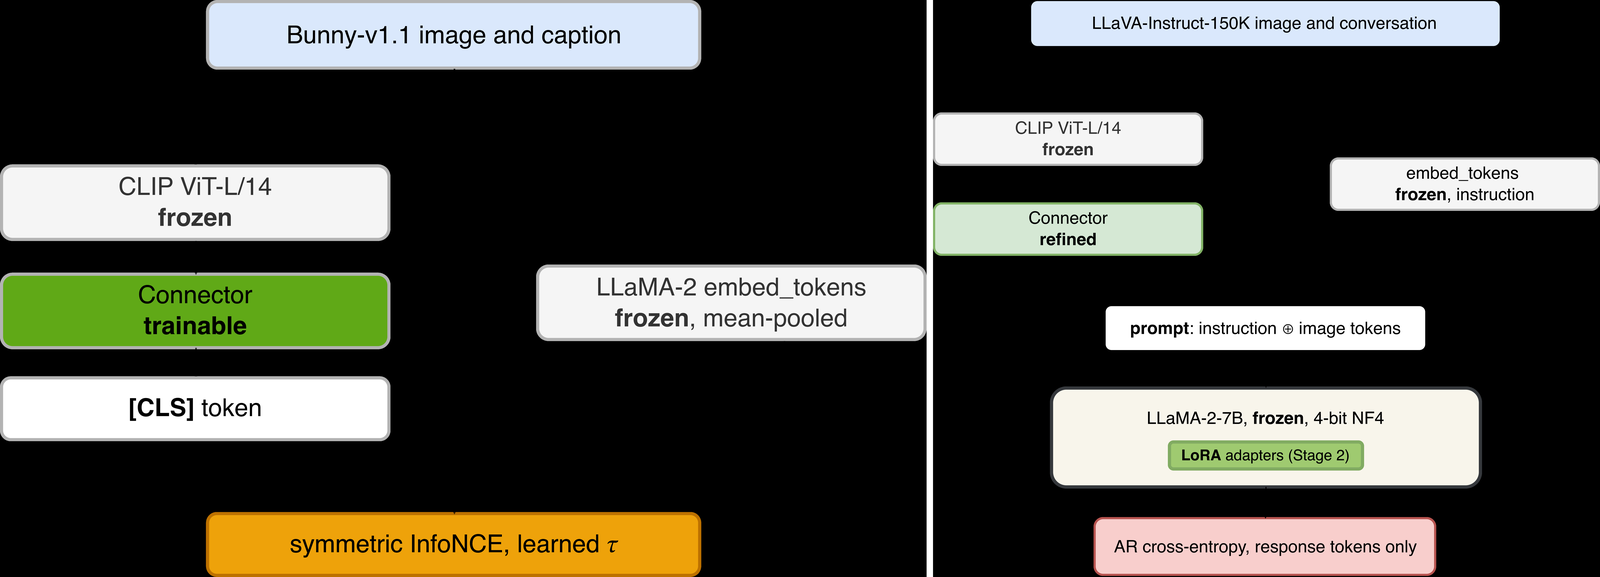 Bunny-v1.1 image and caption
CLIP ViT-L/14
frozen
Connector
trainable
LLaMA-2 embed_tokens
frozen, mean-pooled
[CLS] token
symmetric InfoNCE, learned τ
LLaVA-Instruct-150K image and conversation
CLIP ViT-L/14
frozen
embed_tokens
frozen, instruction
Connector
refined
prompt: instruction ⊕ image tokens
LLaMA-2-7B, frozen, 4-bit NF4
LoRA adapters (Stage 2)
AR cross-entropy, response tokens only